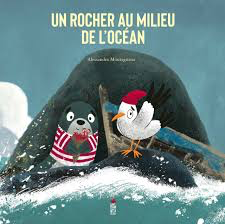 UN ROCHER AU MILIEU
DE L'OCÉAN